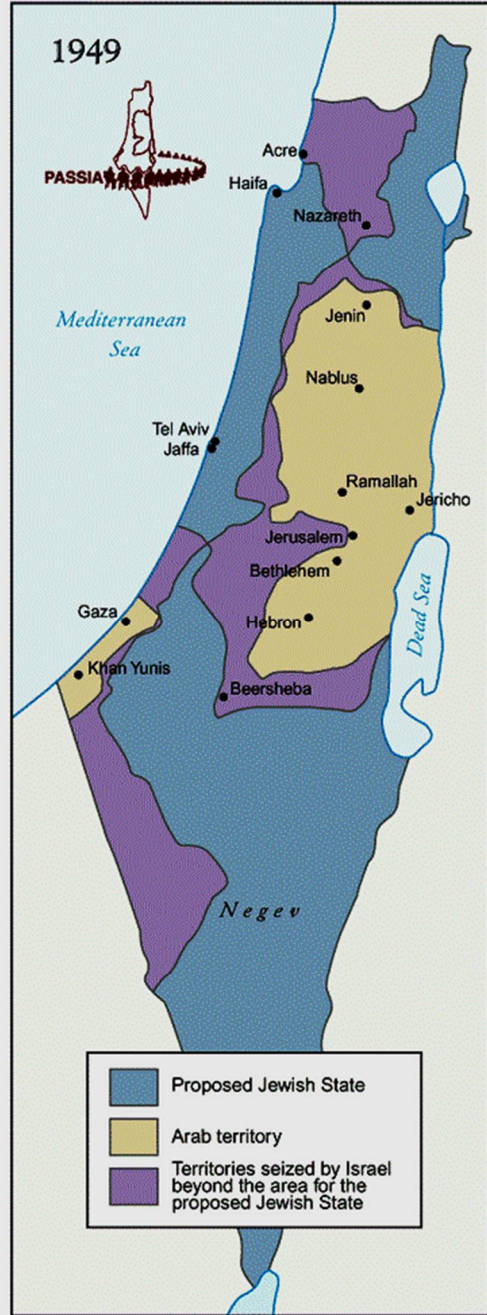 1949
PASSIA
Acre
Haifa
Nazareth
Mediterranean
Sea
Jenin
Nablus
Tel Aviv
Jaffa
Ramallah
Jericho
Jerusalem
Bethlehem
Dead Sea
Gaza
Hebron
Khan Yunis
Beersheba
Negev
Proposed Jewish State
Arab territory
Territories seized by Israel
beyond the area for the
proposed Jewish State